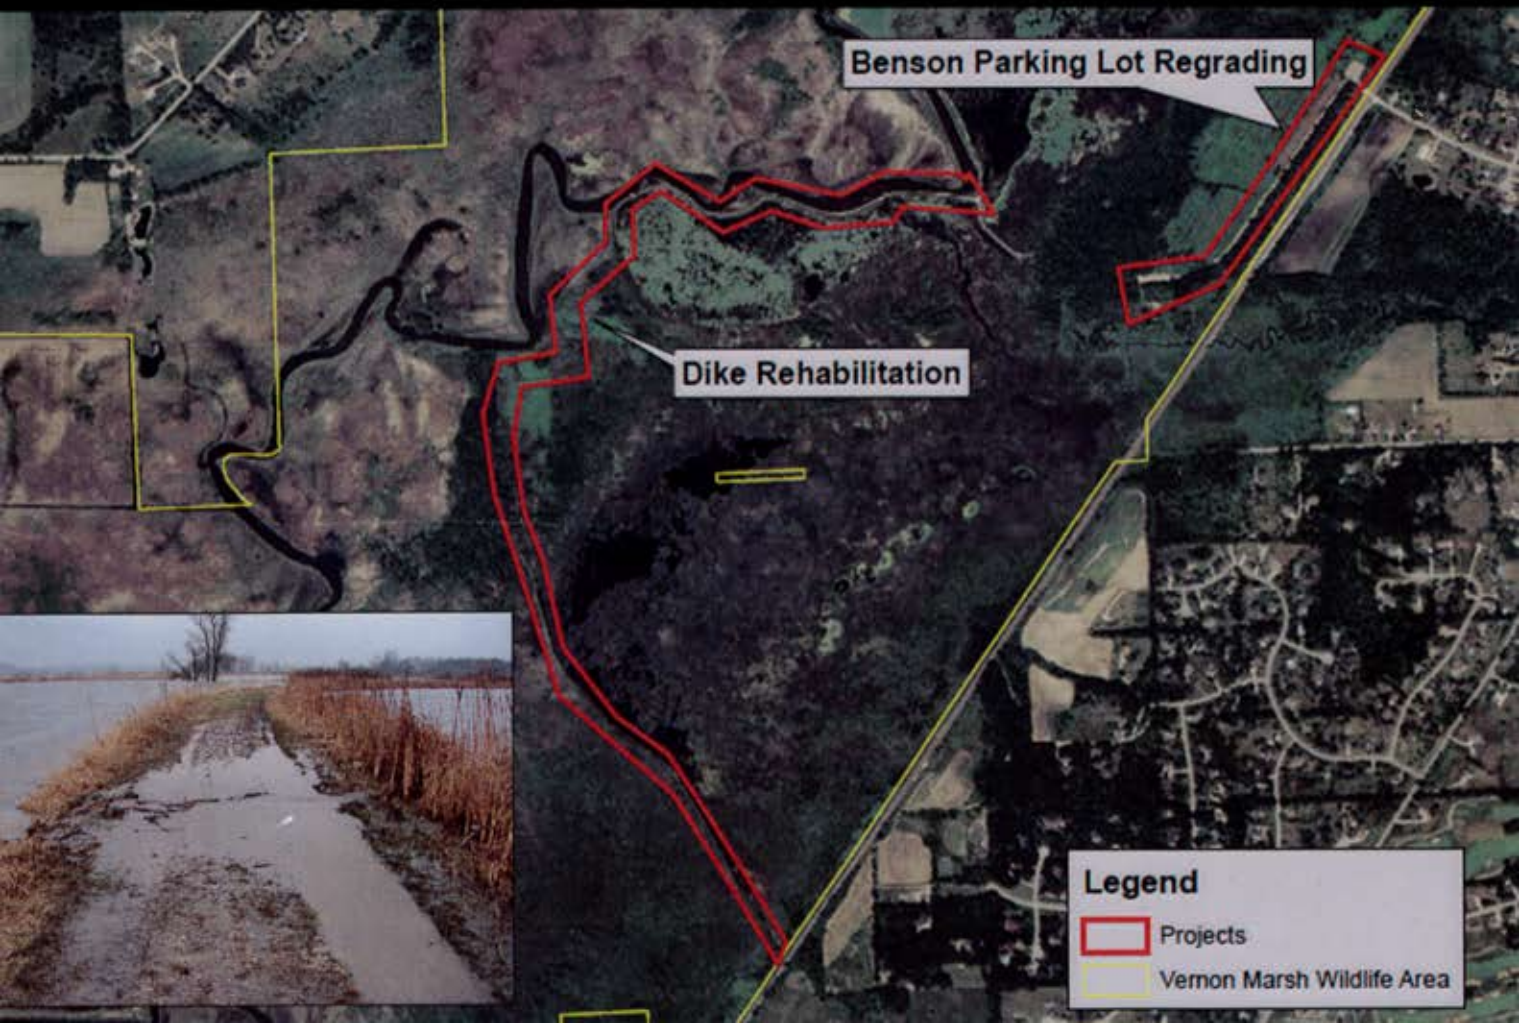 Benson Parking Lot Regrading
Dike Rehabilitation
Legend
Projects
Vernon Marsh Wildlife Area